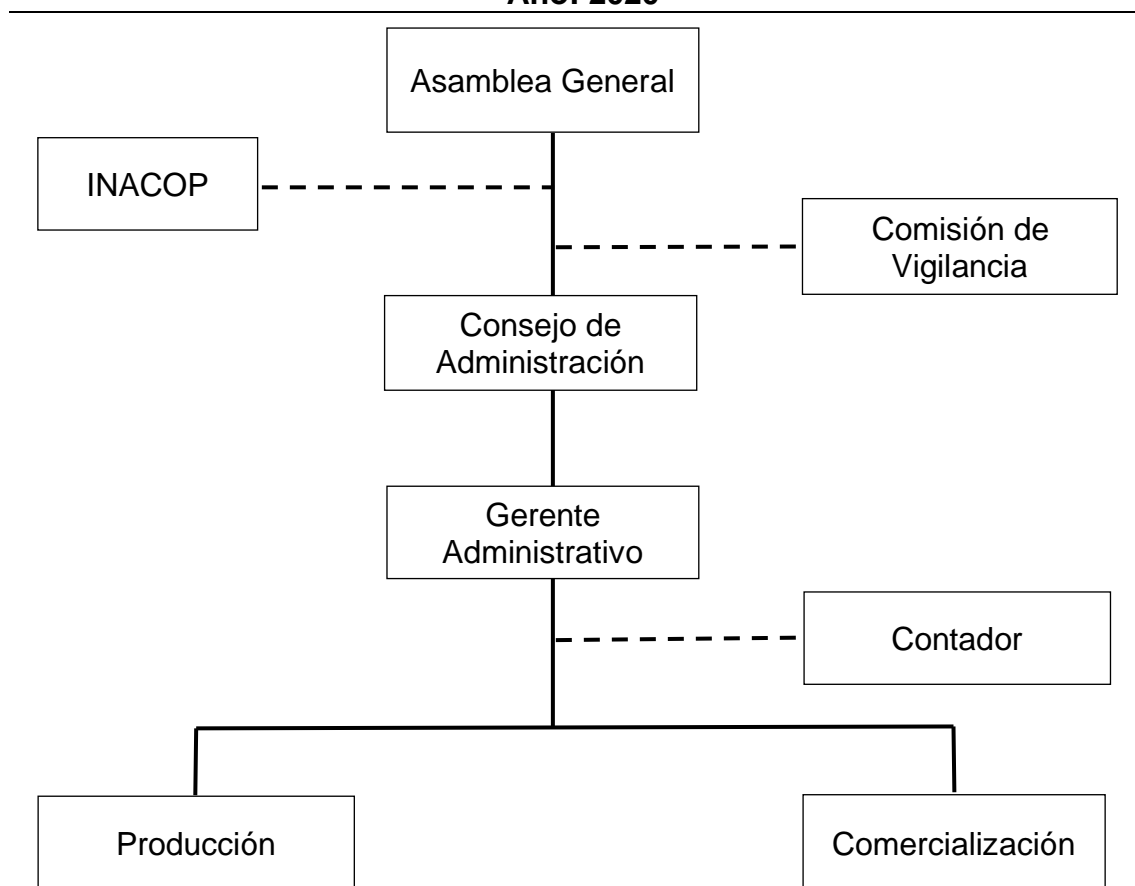 Asamblea General
INACOP
Comisión de
Vigilancia
Consejo de
Administración
Gerente
Administrativo
Contador
Producción
Comercialización